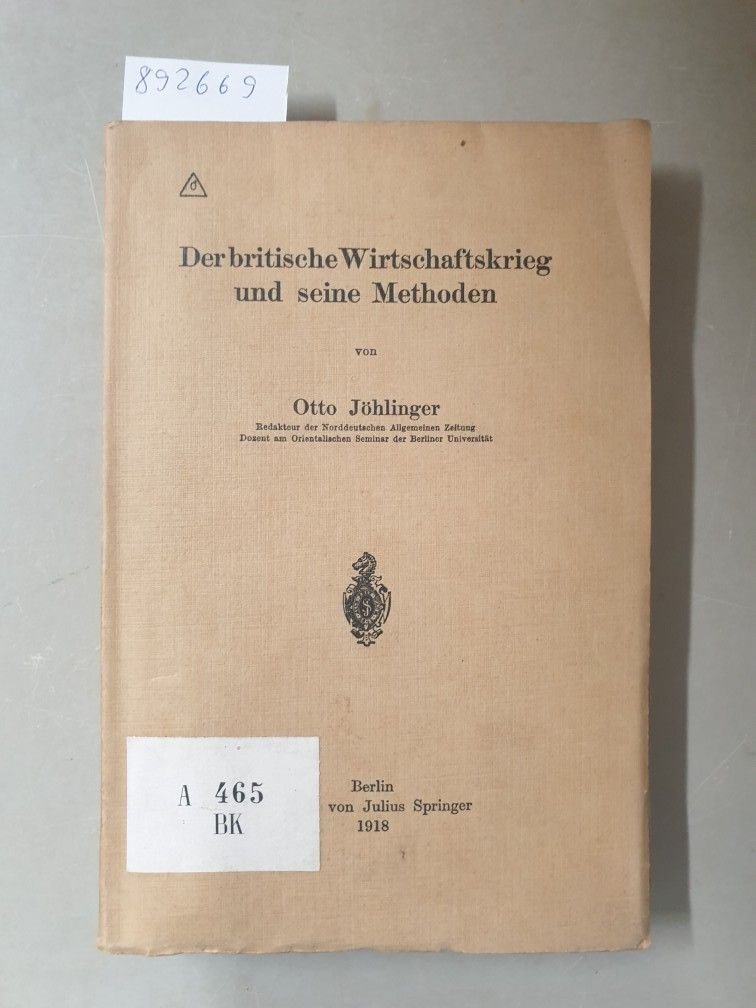 892669
Der britische Wirtschaftskrieg
und seine Methoden
von
Otto Jöhlinger
Redakteur der Norddeutschen Allgemeinen Zeitung
Dozent am Orientalischen Seminar der Berliner Universität
Berlin
von Julius Springer
1918
A 465
BK